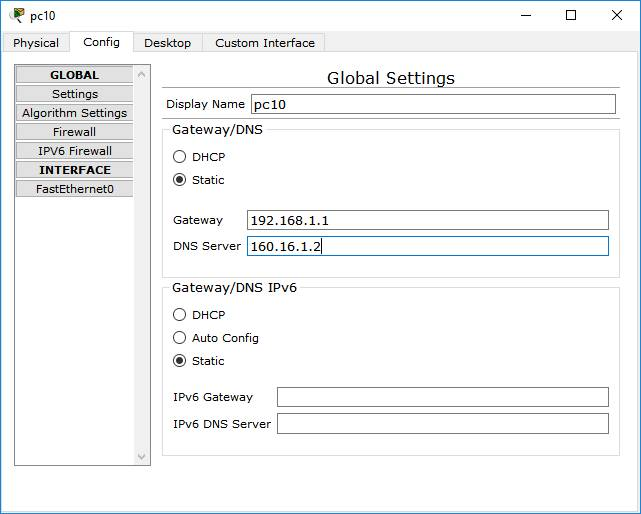 pc10
Physical Config Desktop Custom Interface
GLOBAL
Settings
Algorithm Settings
Firewall
IPV6 Firewall
INTERFACE
FastEthernet0
Global Settings
Display Name pc10
Gateway/DNS
DHCP
Static
Gateway 192.168.1.1
DNS Server 160.16.1.2
Gateway/DNS IPv6
DHCP
Auto Config
Static
IPv6 Gateway
IPv6 DNS Server